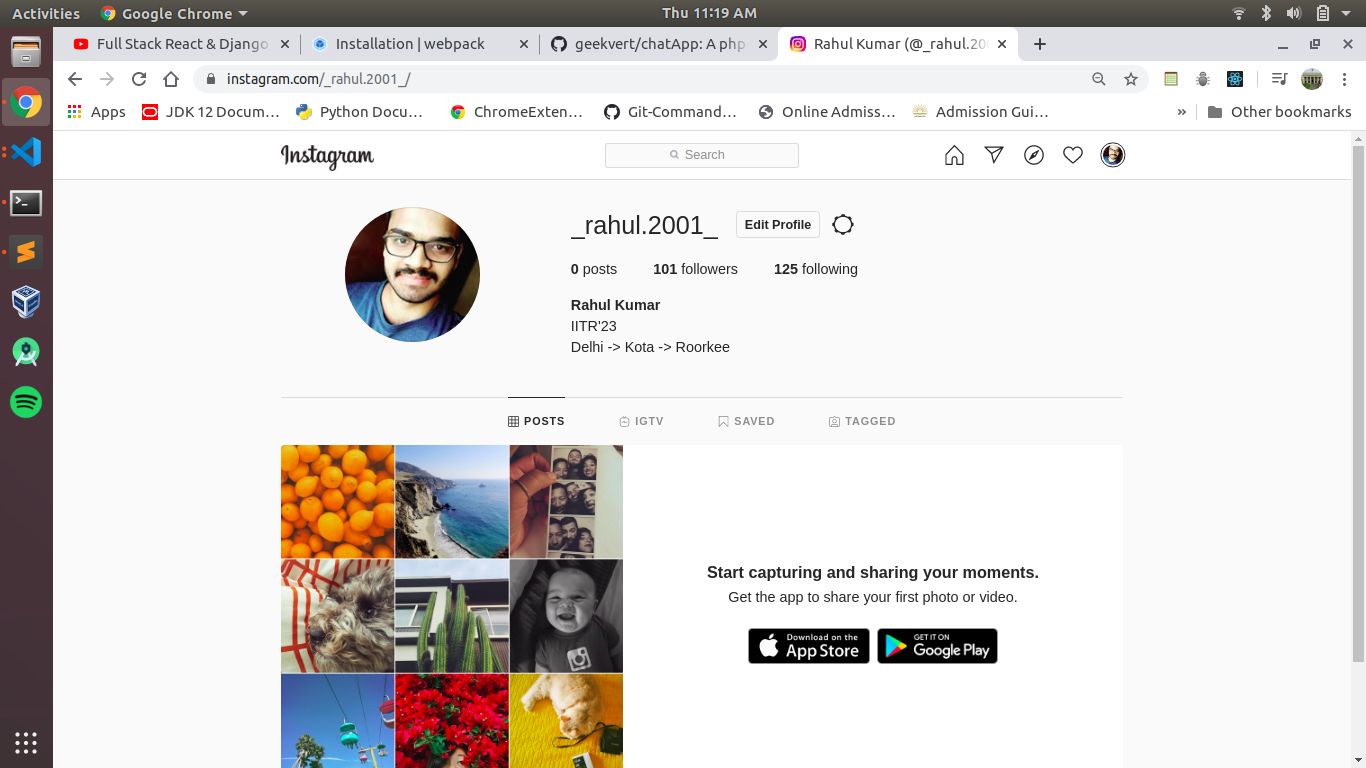 Activities Google Chrome Thu 11:19 AM
Full Stack React & Django Installation | webpack geekvert/chatApp: A php Rahul Kumar (@_rahul.20
instagram.com/_rahul.2001_/
Apps JDK 12 Docum… Python Docu… ChromeExten… Git-Command… Online Admiss… Admission Gui… » Other bookmarks
Instagram Search
_rahul.2001_ Edit Profile
0 posts 101 followers 125 following
Rahul Kumar
IITR'23
Delhi -> Kota -> Roorkee
POSTS IGTV SAVED TAGGED
Start capturing and sharing your moments.
Get the app to share your first photo or video.
Download on the GET IT ON
App Store Google Play